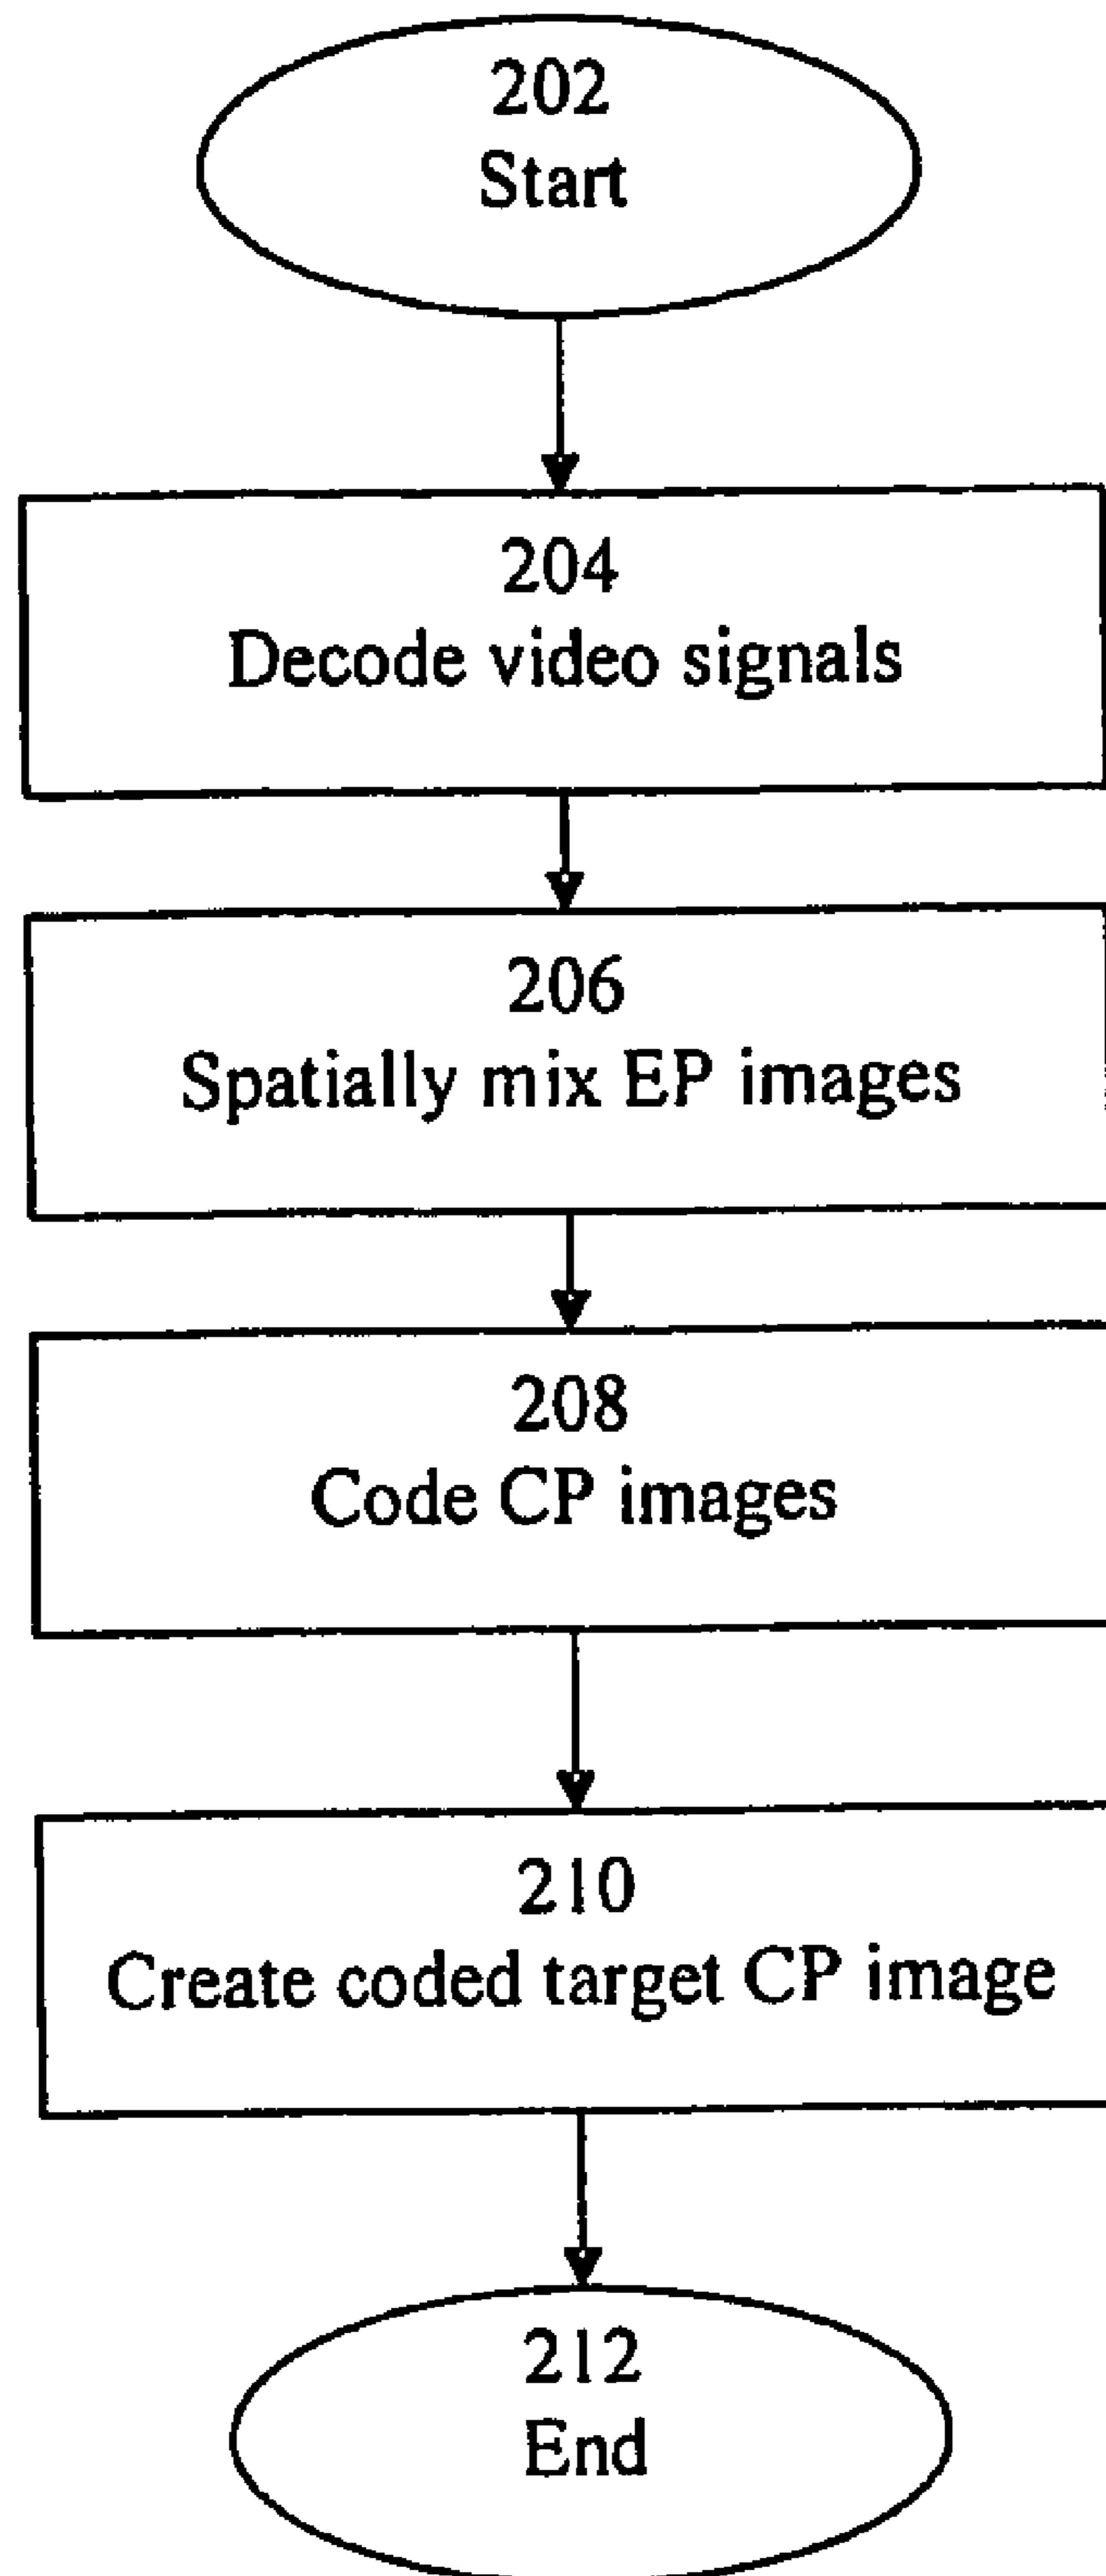 202
Start
204
Decode video signals
206
Spatially mix EP images
208
Code CP images
210
Create coded target CP image
212
End